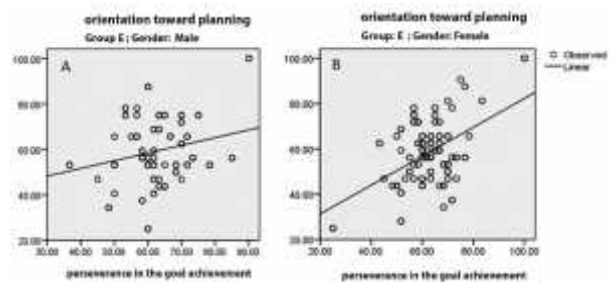 orientation toward planning
Group E ; Gender: Male
A
100.00
80.00
60.00
40.00
20.00
30.00 40.00 50.00 60.00 70.00 80.00 90.00
perseverance in the goal achievement
orientation toward planning
Group: E ; Gender: Female
B
100.00
80.00
60.00
40.00
20.00
20.00 40.00 60.00 80.00 100.00
perseverance in the goal achievement
Observed
Linear